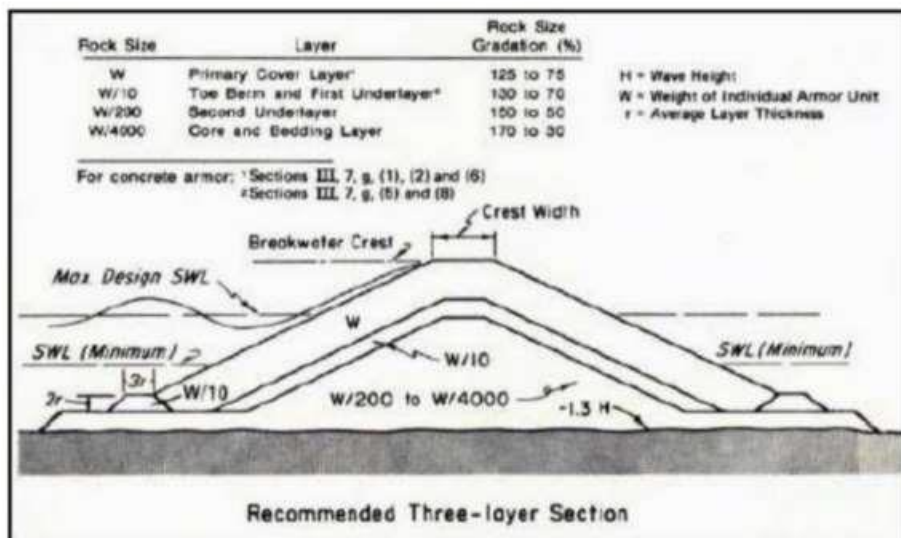 Rock Size Layer Rock Size Gradation (%)
W Primary Cover Layer¹ 125 to 75
W/10 Toe Berm and First Underlayer² 130 to 70
W/200 Second Underlayer 150 to 50
W/4000 Core and Bedding Layer 170 to 30
H = Wave Height
W = Weight of Individual Armor Unit
r = Average Layer Thickness
For concrete armor: ¹Sections III, 7, g, (1), (2) and (6)
²Sections III, 7, g, (5) and (8)
Crest Width
Breakwater Crest
Max. Design SWL
W
SWL (Minimum)
W/10
SWL (Minimum)
3r
2r
W/10
W/200 to W/4000
-1.3 H
Recommended Three-layer Section